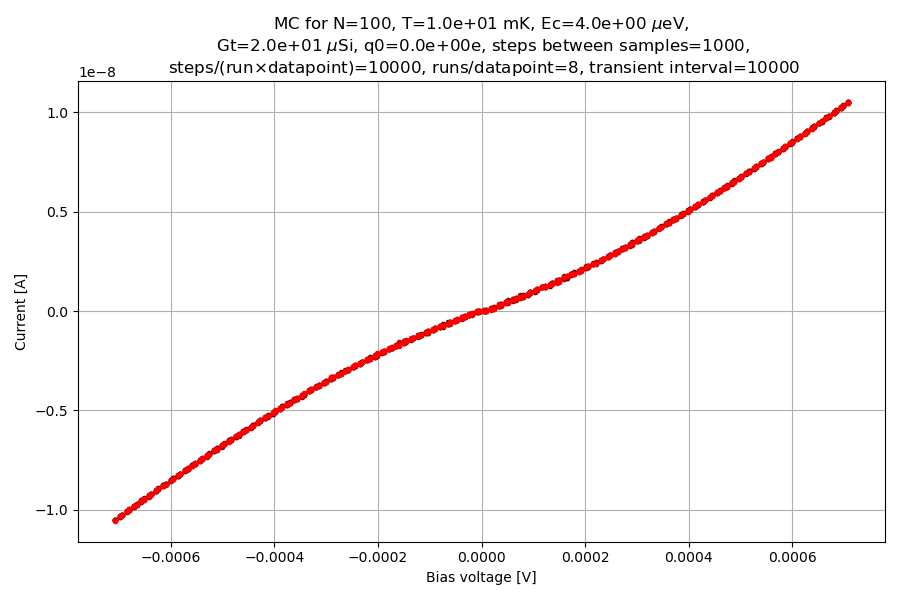 MC for N=100, T=1.0e+01 mK, Ec=4.0e+00 μeV,
Gt=2.0e+01 μSi, q0=0.0e+00e, steps between samples=1000,
steps/(run×datapoint)=10000, runs/datapoint=8, transient interval=10000
1e−8
1.0
0.5
0.0
−0.5
−1.0
Current [A]
−0.0006 −0.0004 −0.0002 0.0000 0.0002 0.0004 0.0006
Bias voltage [V]